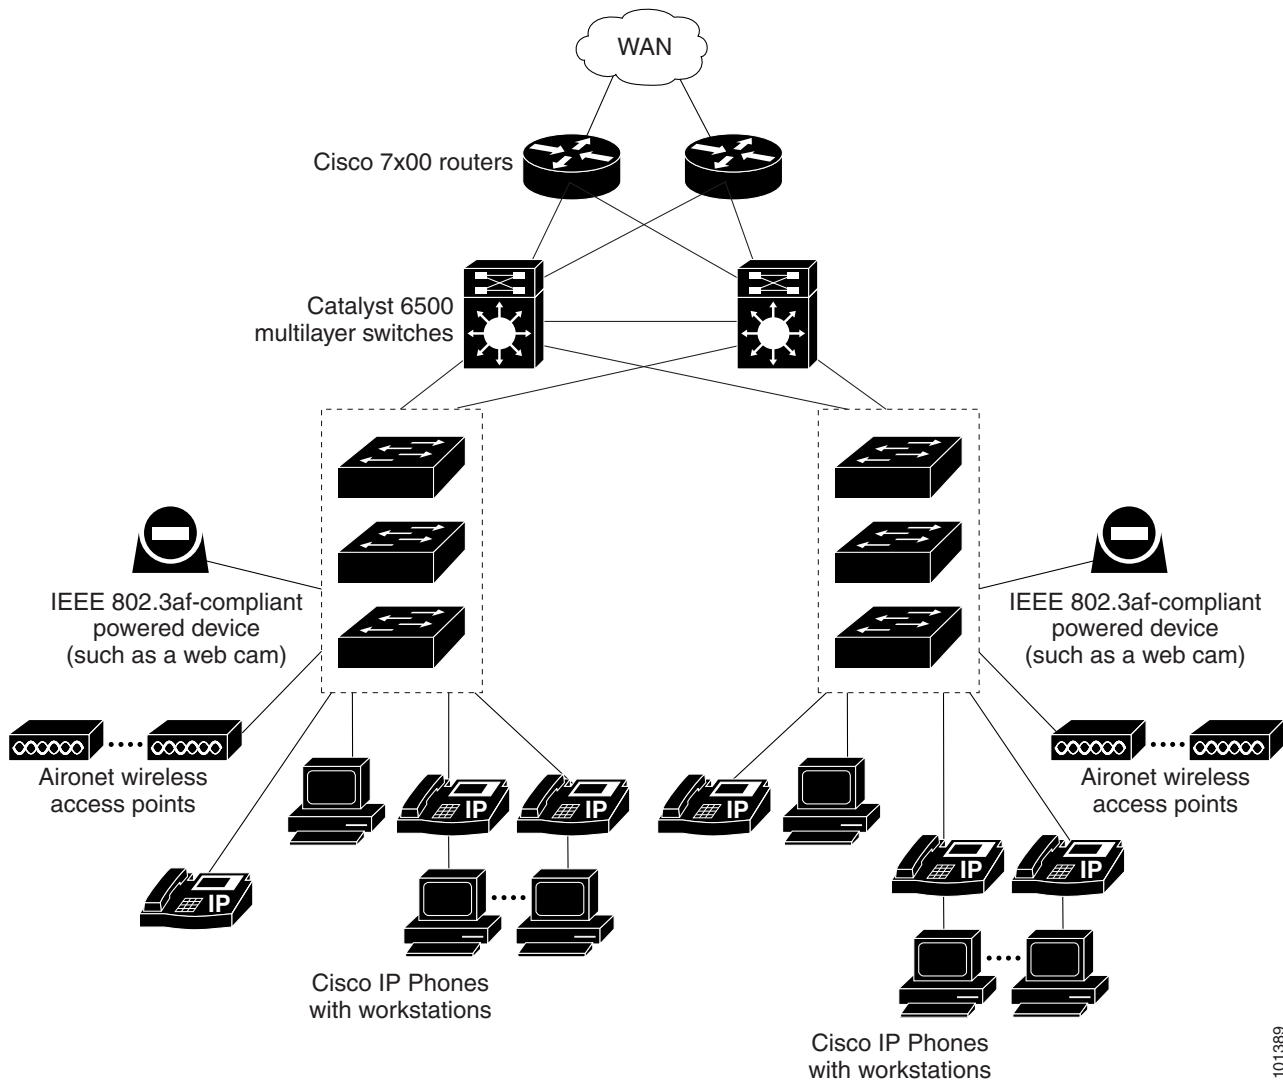 WAN
Cisco 7x00 routers
Catalyst 6500
multilayer switches
IEEE 802.3af-compliant
powered device
(such as a web cam)
IEEE 802.3af-compliant
powered device
(such as a web cam)
Aironet wireless
access points
Aironet wireless
access points
IP
IP
IP
IP
IP
IP
Cisco IP Phones
with workstations
Cisco IP Phones
with workstations
101389